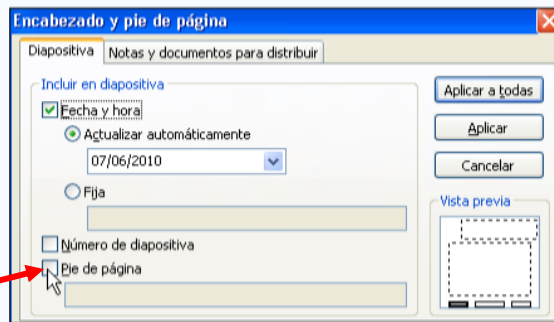 Encabezado y pie de página
Diapositiva Notas y documentos para distribuir
Incluir en diapositiva
Fecha y hora
Actualizar automáticamente
07/06/2010
Fija
Número de diapositiva
Pie de página
Aplicar a todas
Aplicar
Cancelar
Vista previa